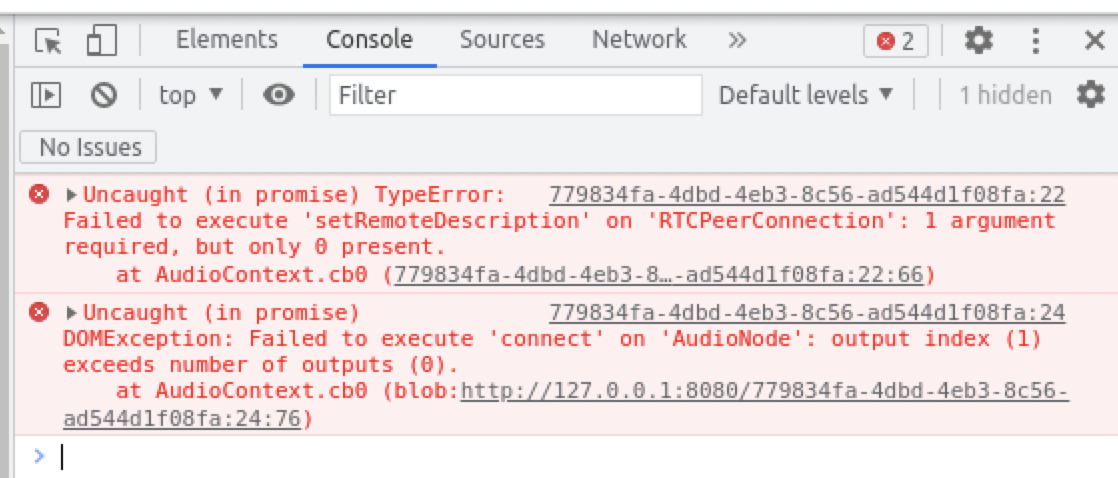 Elements Console Sources Network » 2
top ▼ Filter Default levels ▼ 1 hidden
No Issues
▶Uncaught (in promise) TypeError: 779834fa-4dbd-4eb3-8c56-ad544d1f08fa:22
Failed to execute 'setRemoteDescription' on 'RTCPeerConnection': 1 argument
required, but only 0 present.
at AudioContext.cb0 (779834fa-4dbd-4eb3-8…-ad544d1f08fa:22:66)
▶Uncaught (in promise) 779834fa-4dbd-4eb3-8c56-ad544d1f08fa:24
DOMException: Failed to execute 'connect' on 'AudioNode': output index (1)
exceeds number of outputs (0).
at AudioContext.cb0 (blob:http://127.0.0.1:8080/779834fa-4dbd-4eb3-8c56-
ad544d1f08fa:24:76)
>